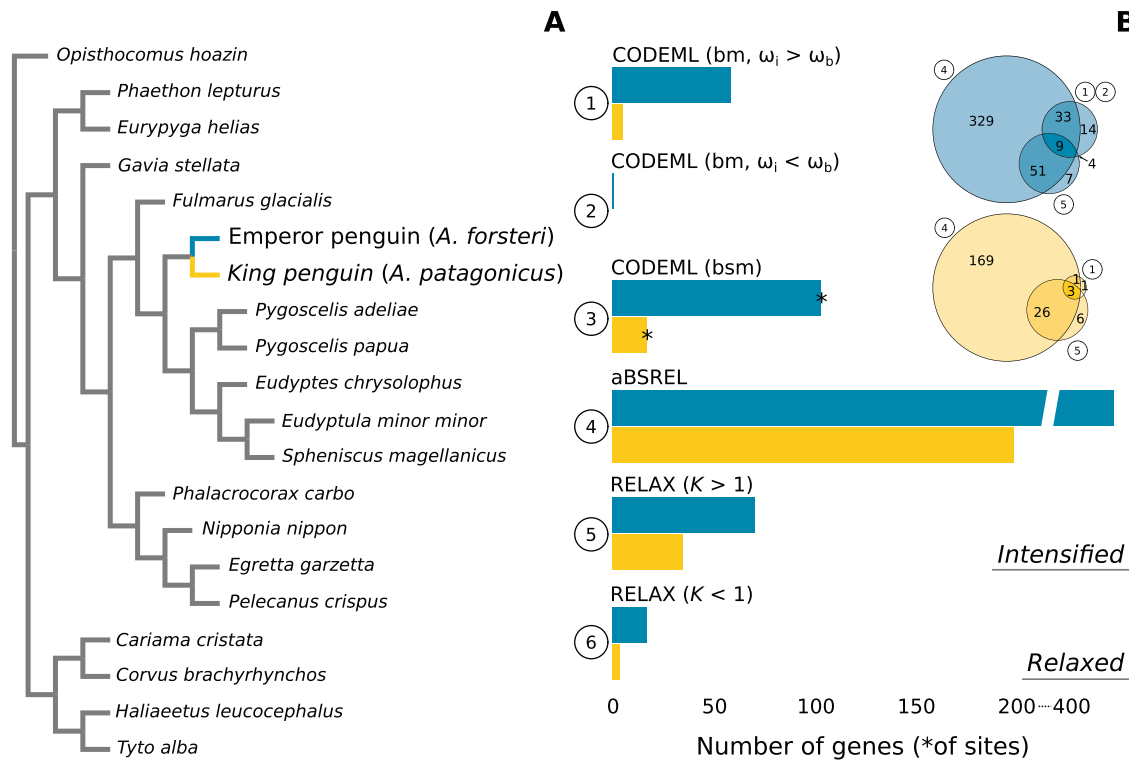 A
B
Opisthocomus hoazin
Phaethon lepturus
Eurypyga helias
Gavia stellata
Fulmarus glacialis
Emperor penguin (A. forsteri)
King penguin (A. patagonicus)
Pygoscelis adeliae
Pygoscelis papua
Eudyptes chrysolophus
Eudyptula minor minor
Spheniscus magellanicus
Phalacrocorax carbo
Nipponia nippon
Egretta garzetta
Pelecanus crispus
Cariama cristata
Corvus brachyrhynchos
Haliaeetus leucocephalus
Tyto alba
CODEML (bm, ωi > ωb)
1
CODEML (bm, ωi < ωb)
2
CODEML (bsm)
3
*
*
aBSREL
4
RELAX (K > 1)
5
RELAX (K < 1)
6
4
1 2
329
33
14
9
4
51
7
5
4
169
1
1
1
3
26
6
5
Intensified
Relaxed
0 50 100 150 200····400
Number of genes (*of sites)